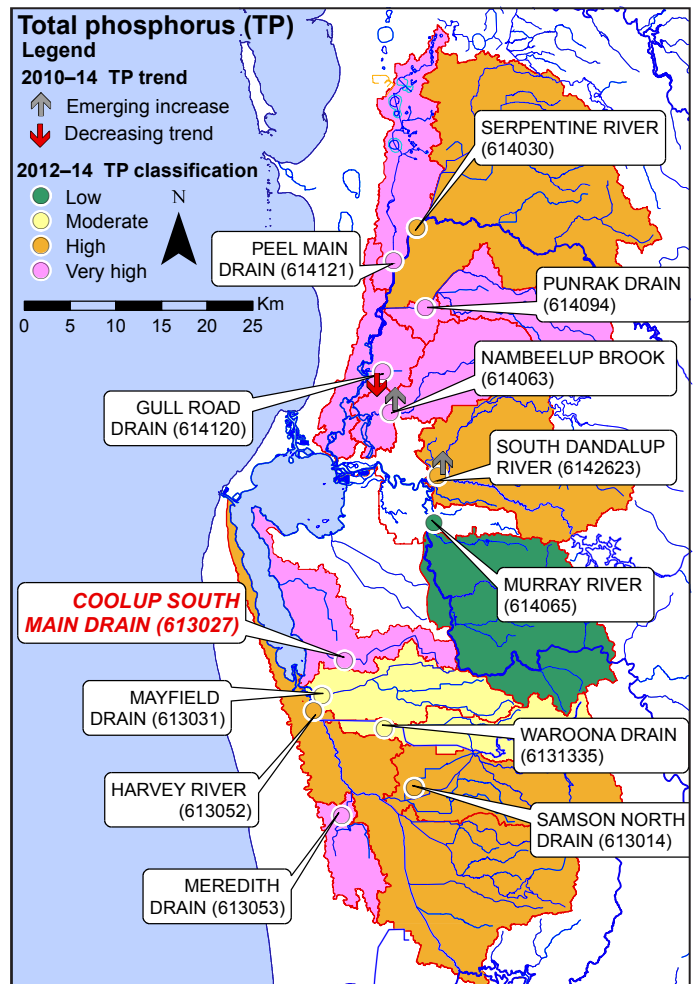 Total phosphorus (TP)
Legend
2010–14 TP trend
Emerging increase
Decreasing trend
2012–14 TP classification
Low
Moderate
High
Very high
N
Km
0 5 10 15 20 25
SERPENTINE RIVER
(614030)
PEEL MAIN
DRAIN (614121)
PUNRAK DRAIN
(614094)
NAMBEELUP BROOK
(614063)
GULL ROAD
DRAIN (614120)
SOUTH DANDALUP
RIVER (6142623)
MURRAY RIVER
(614065)
COOLUP SOUTH
MAIN DRAIN (613027)
MAYFIELD
DRAIN (613031)
WAROONA DRAIN
(6131335)
HARVEY RIVER
(613052)
SAMSON NORTH
DRAIN (613014)
MEREDITH
DRAIN (613053)